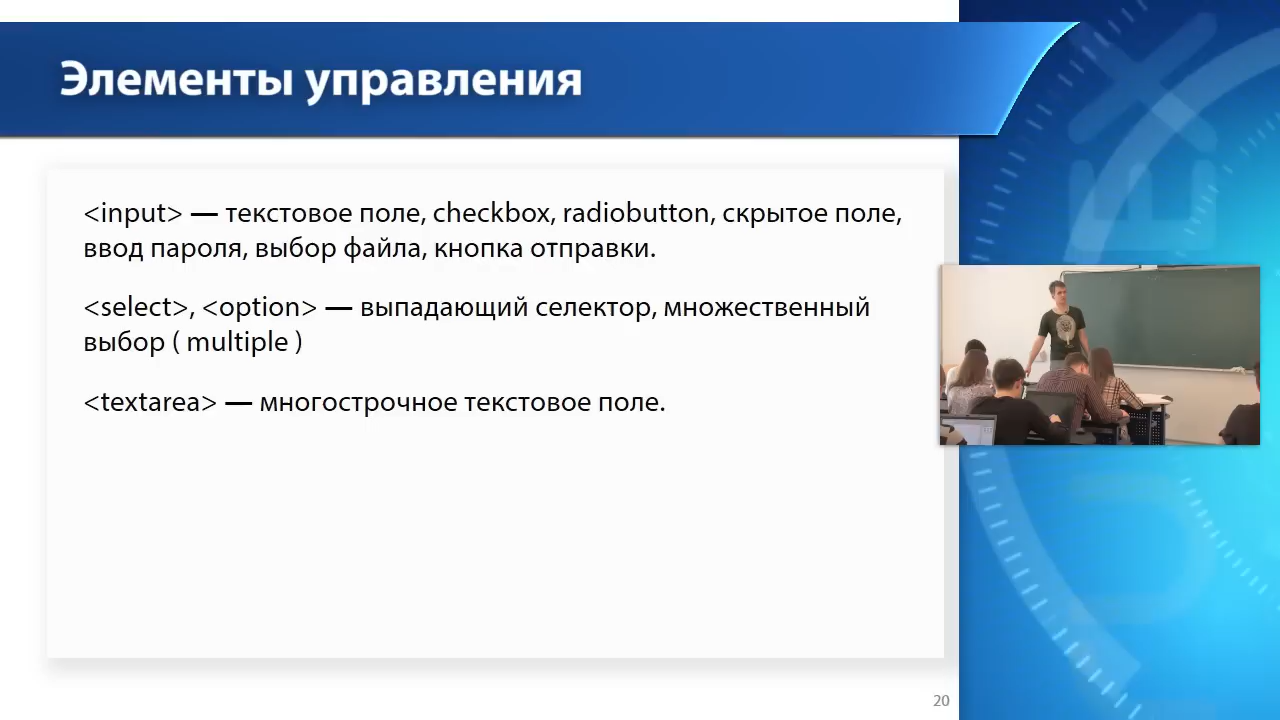 Элементы управления
<input> — текстовое поле, checkbox, radiobutton, скрытое поле,
ввод пароля, выбор файла, кнопка отправки.
<select>, <option> — выпадающий селектор, множественный
выбор ( multiple )
<textarea> — многострочное текстовое поле.
20